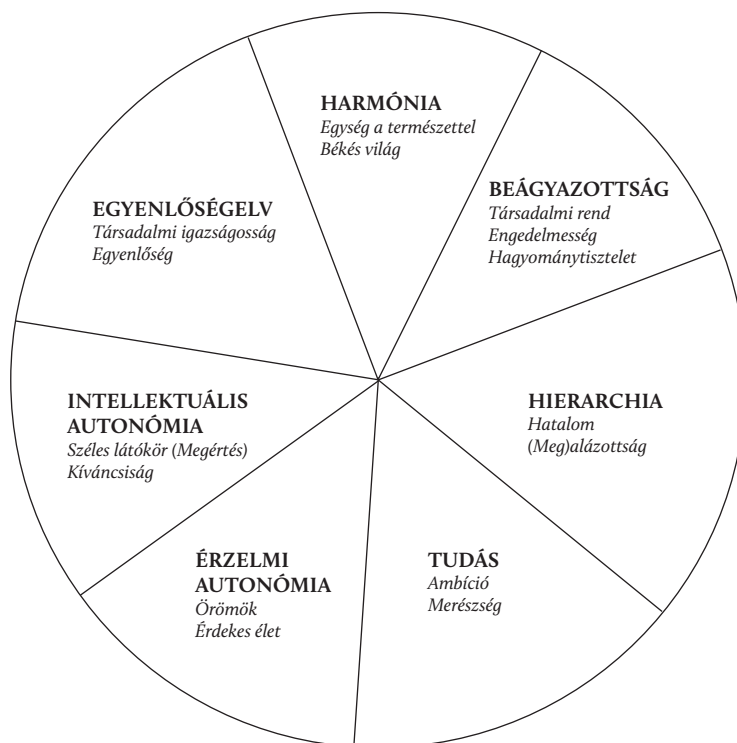 HARMÓNIA
Egység a természettel
Békés világ
BEÁGYAZOTTSÁG
Társadalmi rend
Engedelmesség
Hagyománytisztelet
HIERARCHIA
Hatalom
(Meg)alázottság
TUDÁS
Ambíció
Merészség
ÉRZELMI
AUTONÓMIA
Örömök
Érdekes élet
INTELLEKTUÁLIS
AUTONÓMIA
Széles látókör (Megértés)
Kíváncsiság
EGYENLŐSÉGELV
Társadalmi igazságosság
Egyenlőség